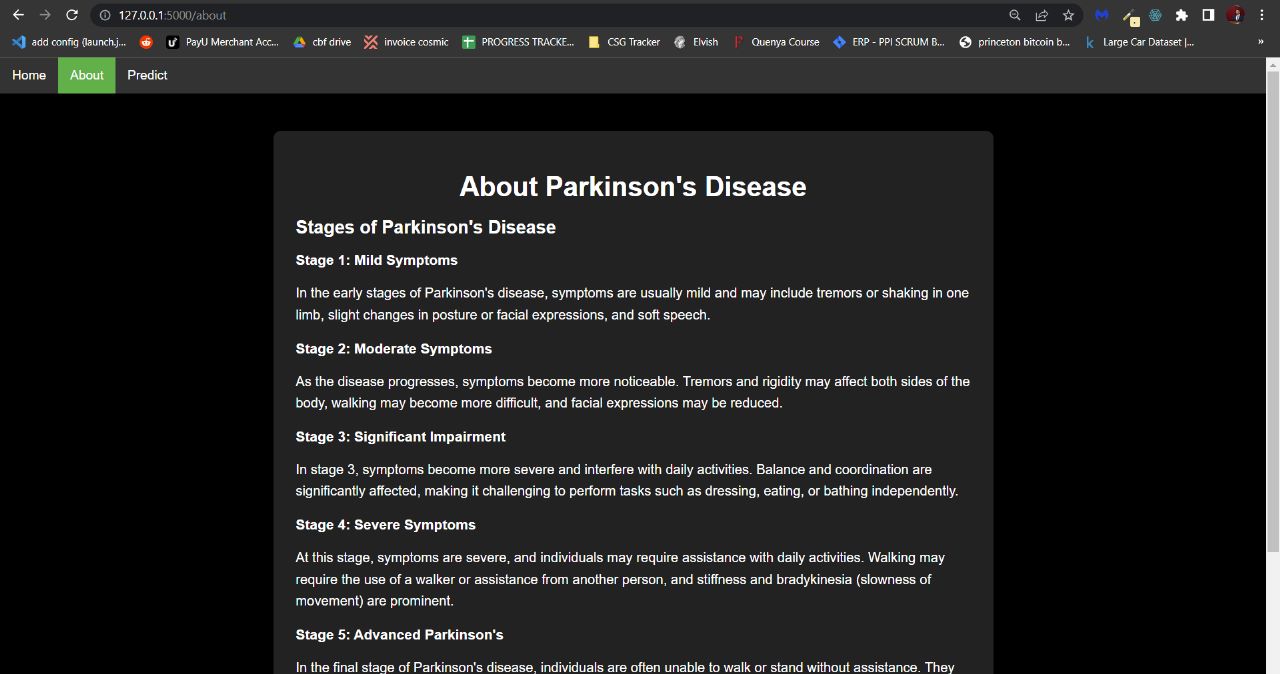 127.0.0.1:5000/about
add config (launch.j...
PayU Merchant Acc...
cbf drive
invoice cosmic
PROGRESS TRACKE...
CSG Tracker
Elvish
Quenya Course
ERP - PPI SCRUM B...
princeton bitcoin b...
Large Car Dataset |...
»
Home
About
Predict
About Parkinson's Disease
Stages of Parkinson's Disease
Stage 1: Mild Symptoms
In the early stages of Parkinson's disease, symptoms are usually mild and may include tremors or shaking in one
limb, slight changes in posture or facial expressions, and soft speech.
Stage 2: Moderate Symptoms
As the disease progresses, symptoms become more noticeable. Tremors and rigidity may affect both sides of the
body, walking may become more difficult, and facial expressions may be reduced.
Stage 3: Significant Impairment
In stage 3, symptoms become more severe and interfere with daily activities. Balance and coordination are
significantly affected, making it challenging to perform tasks such as dressing, eating, or bathing independently.
Stage 4: Severe Symptoms
At this stage, symptoms are severe, and individuals may require assistance with daily activities. Walking may
require the use of a walker or assistance from another person, and stiffness and bradykinesia (slowness of
movement) are prominent.
Stage 5: Advanced Parkinson's
In the final stage of Parkinson's disease, individuals are often unable to walk or stand without assistance. They